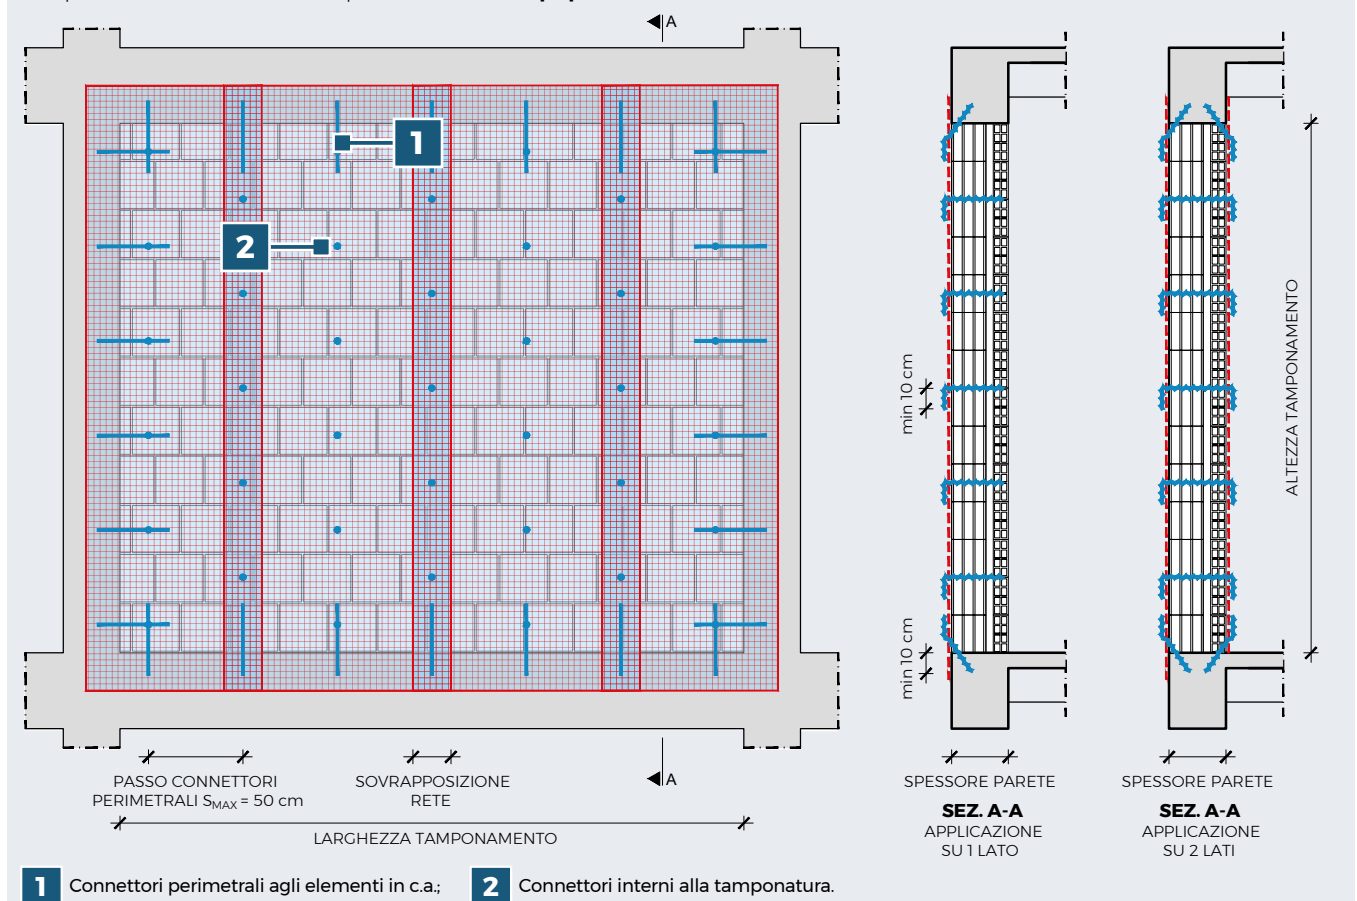 A
1
2
min 10 cm
min 10 cm
ALTEZZA TAMPONAMENTO
A
PASSO CONNETTORI
PERIMETRALI SMAX = 50 cm
SOVRAPPOSIZIONE
RETE
LARGHEZZA TAMPONAMENTO
SPESSORE PARETE
SEZ. A-A
APPLICAZIONE
SU 1 LATO
SPESSORE PARETE
SEZ. A-A
APPLICAZIONE
SU 2 LATI
1 Connettori perimetrali agli elementi in c.a.;
2 Connettori interni alla tamponatura.